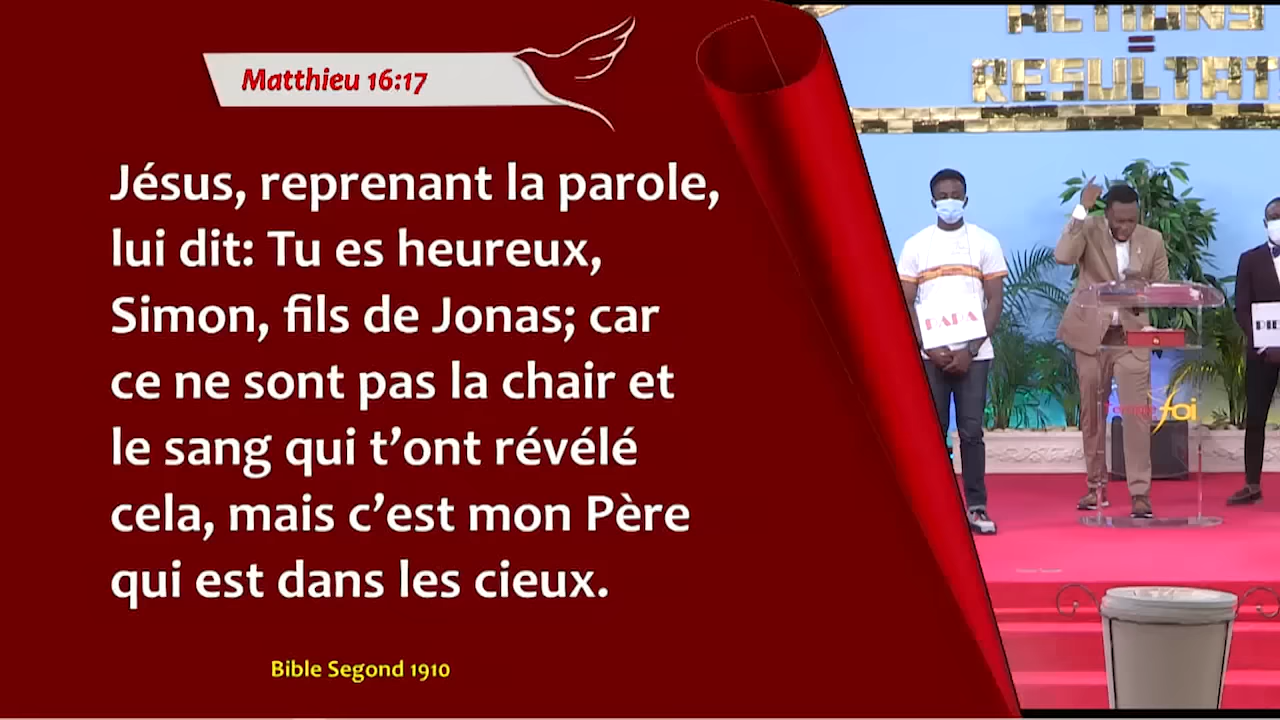 Matthieu 16:17
Jésus, reprenant la parole,
lui dit: Tu es heureux,
Simon, fils de Jonas; car
ce ne sont pas la chair et
le sang qui t’ont révélé
cela, mais c’est mon Père
qui est dans les cieux.
Bible Segond 1910
ACTIONS
=
RESULTAT
PAPA
foi